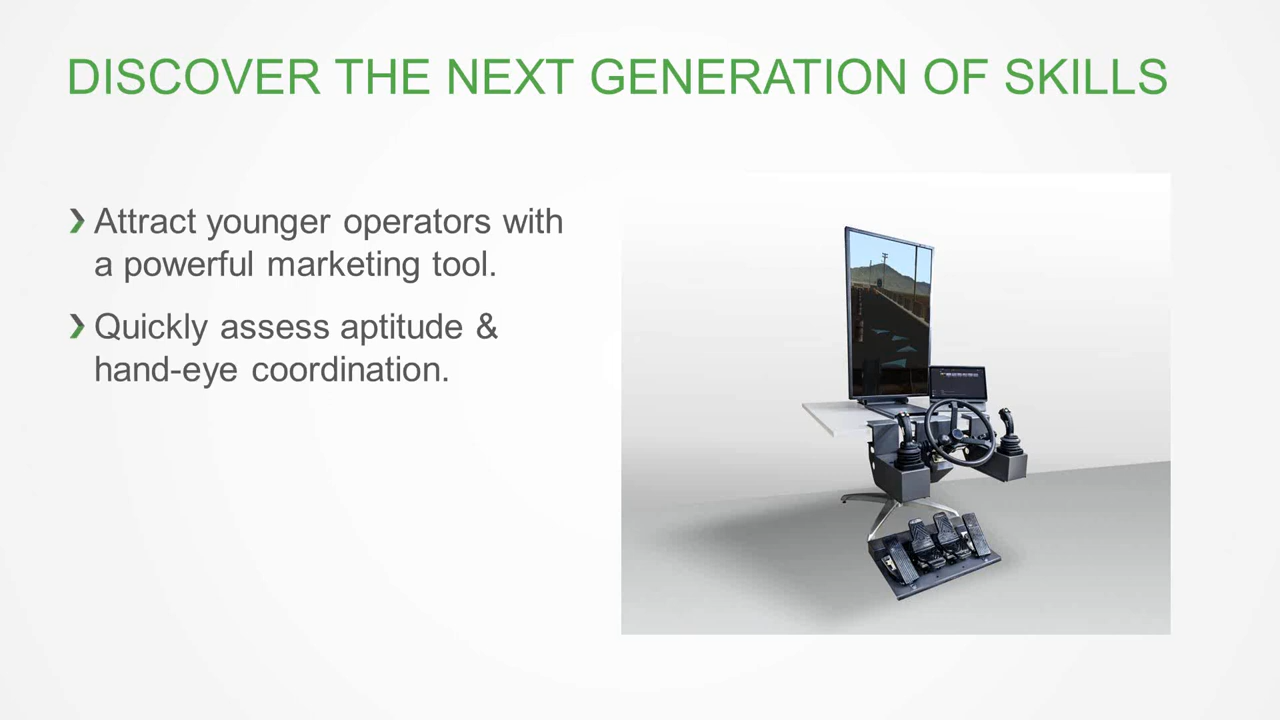 DISCOVER THE NEXT GENERATION OF SKILLS
Attract younger operators with
a powerful marketing tool.
Quickly assess aptitude &
hand-eye coordination.